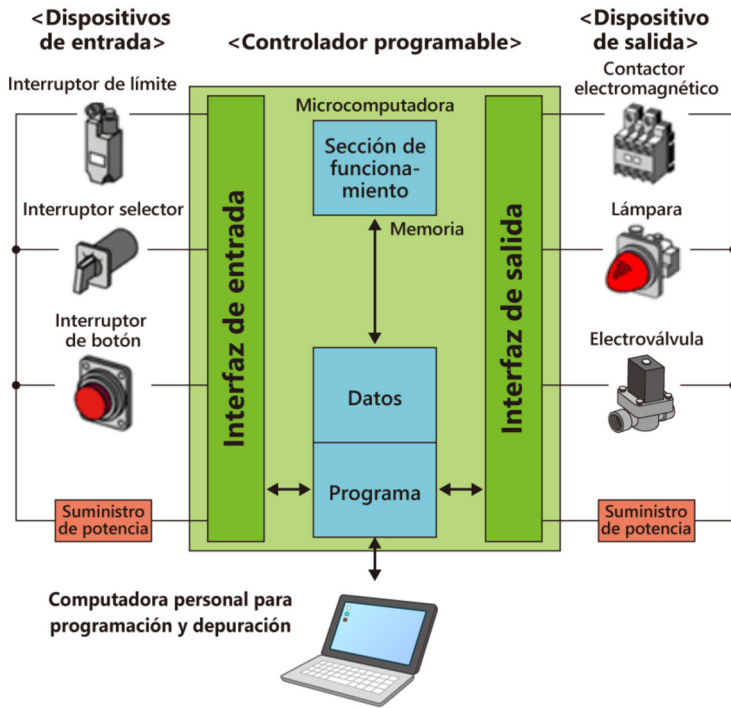 <Dispositivos
de entrada>
<Controlador programable>
<Dispositivo
de salida>
Interruptor de límite
Interruptor selector
Interruptor
de botón
Suministro
de potencia
Interfaz de entrada
Microcomputadora
Sección de
funciona-
miento
Memoria
Datos
Programa
Interfaz de salida
Contactor
electromagnético
Lámpara
Electroválvula
Suministro
de potencia
Computadora personal para
programación y depuración